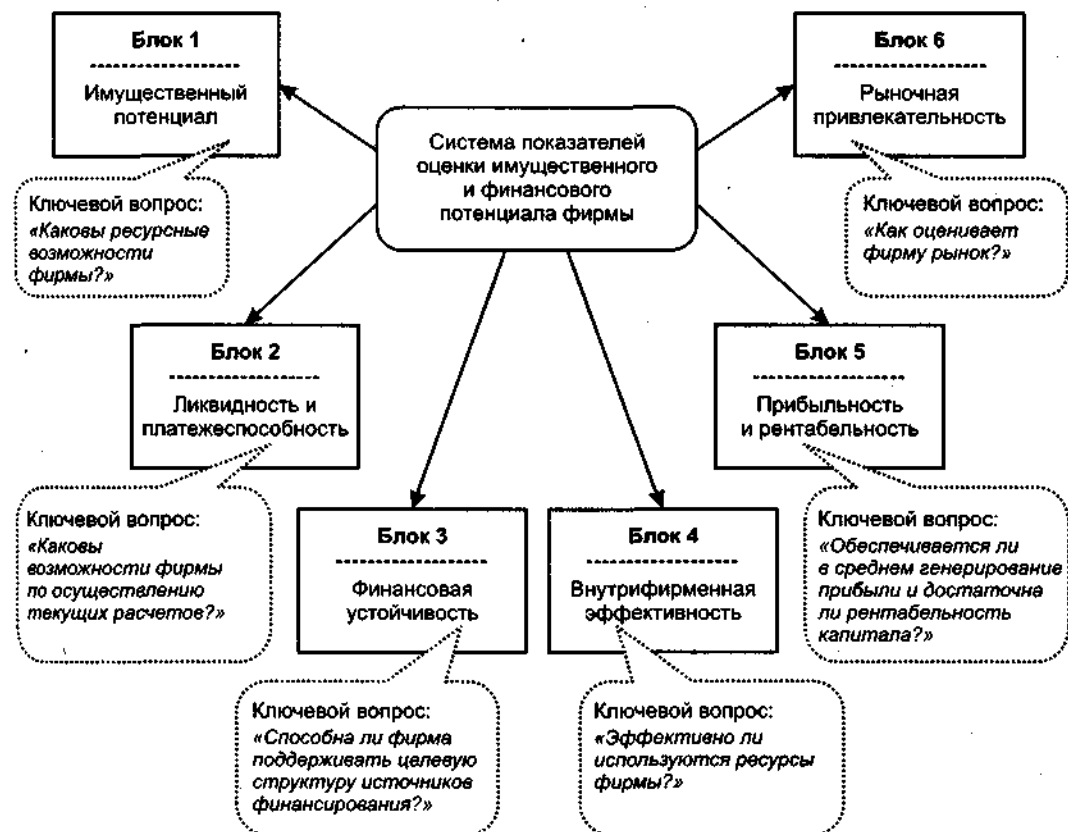 Блок 1
Имущественный
потенциал
Ключевой вопрос:
«Каковы ресурсные
возможности
фирмы?»
Система показателей
оценки имущественного
и финансового
потенциала фирмы
Блок 6
Рыночная
привлекательность
Ключевой вопрос:
«Как оценивает
фирму рынок?»
Блок 2
Ликвидность и
платежеспособность
Ключевой вопрос:
«Каковы
возможности фирмы
по осуществлению
текущих расчетов?»
Блок 3
Финансовая
устойчивость
Ключевой вопрос:
«Способна ли фирма
поддерживать целевую
структуру источников
финансирования?»
Блок 4
Внутрифирменная
эффективность
Ключевой вопрос:
«Эффективно ли
используются ресурсы
фирмы?»
Блок 5
Прибыльность
и рентабельность
Ключевой вопрос:
«Обеспечивается ли
в среднем генерирование
прибыли и достаточна
ли рентабельность
капитала?»